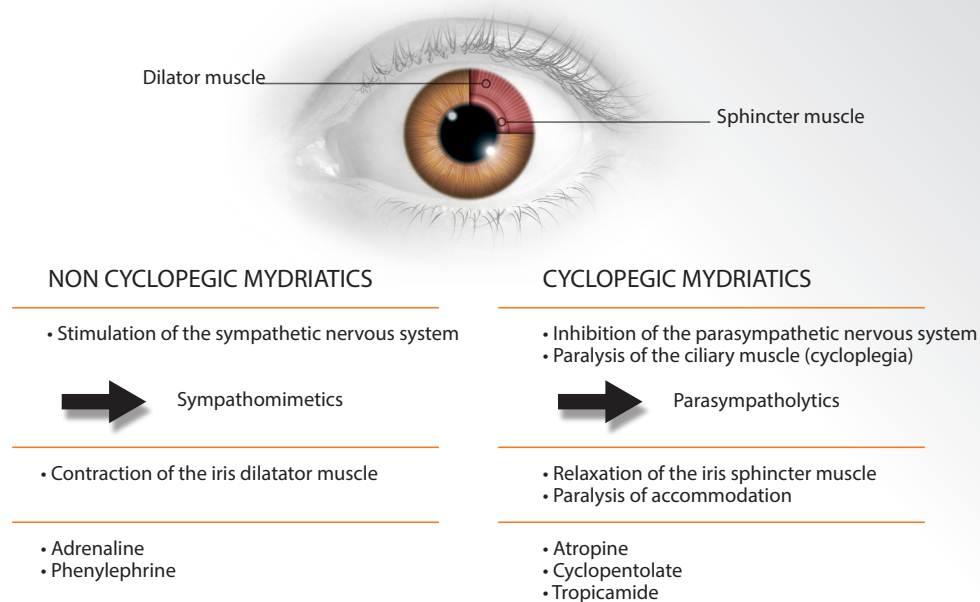 Dilator muscle
Sphincter muscle
NON CYCLOPEGIC MYDRIATICS
• Stimulation of the sympathetic nervous system
Sympathomimetics
• Contraction of the iris dilatator muscle
• Adrenaline
• Phenylephrine
CYCLOPEGIC MYDRIATICS
• Inhibition of the parasympathetic nervous system
• Paralysis of the ciliary muscle (cycloplegia)
Parasympatholytics
• Relaxation of the iris sphincter muscle
• Paralysis of accommodation
• Atropine
• Cyclopentolate
• Tropicamide